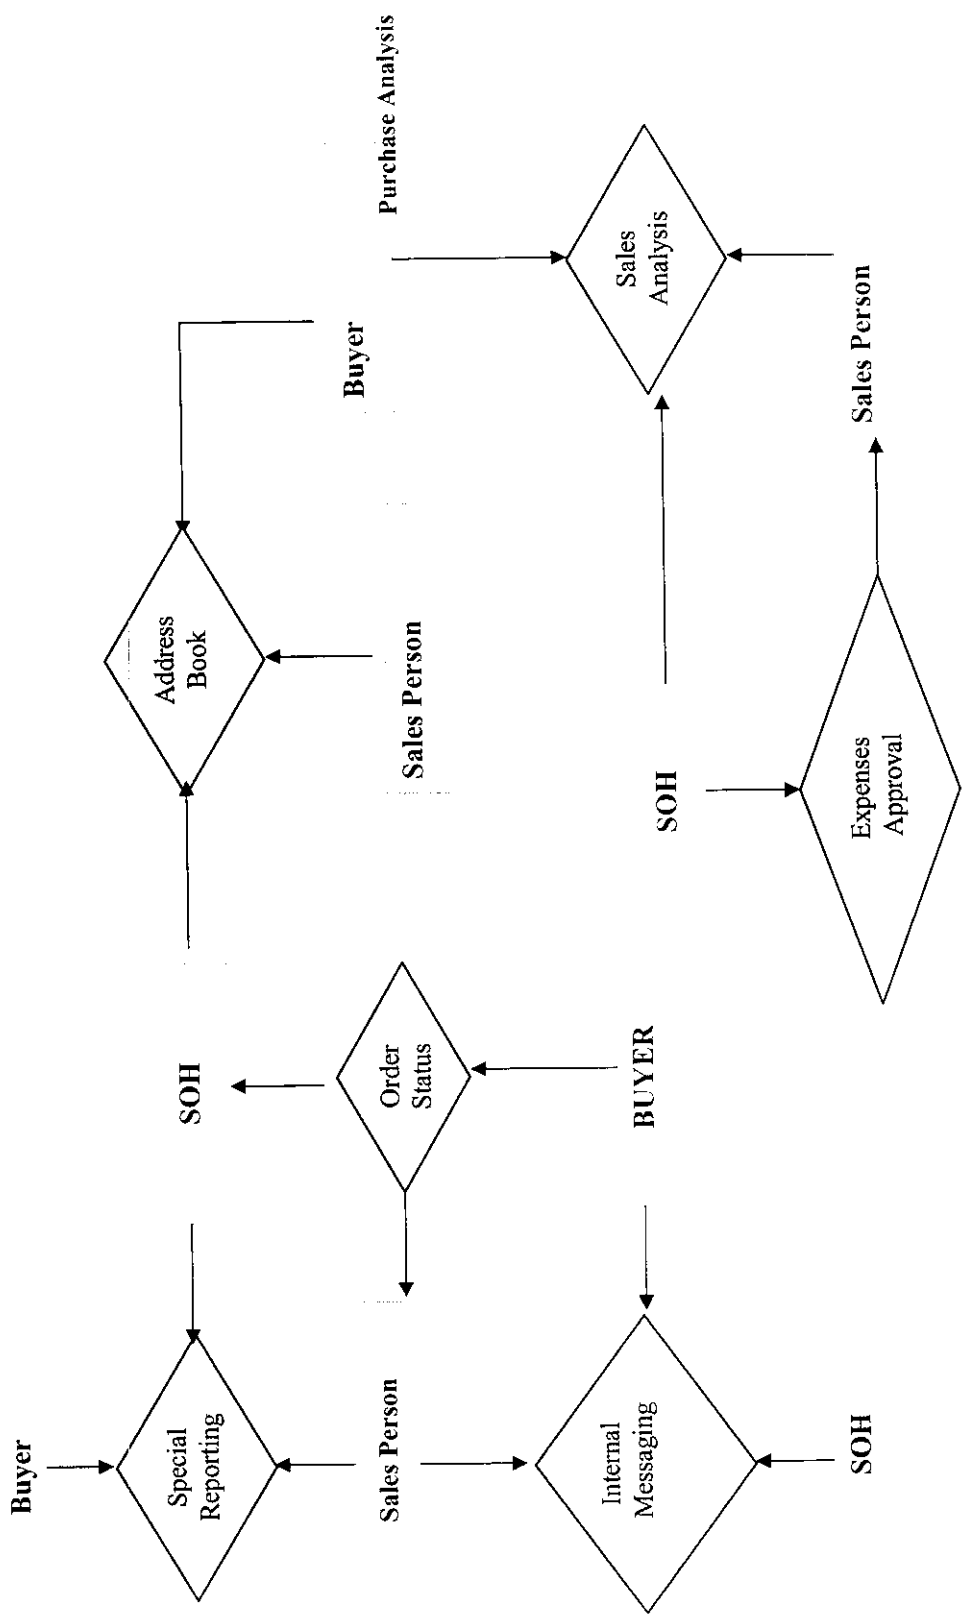 Buyer
Special
Reporting
SOH
Address
Book
Buyer
Purchase Analysis
Sales Person
Order
Status
Sales Person
Internal
Messaging
BUYER
SOH
Sales
Analysis
SOH
Expenses
Approval
Sales Person